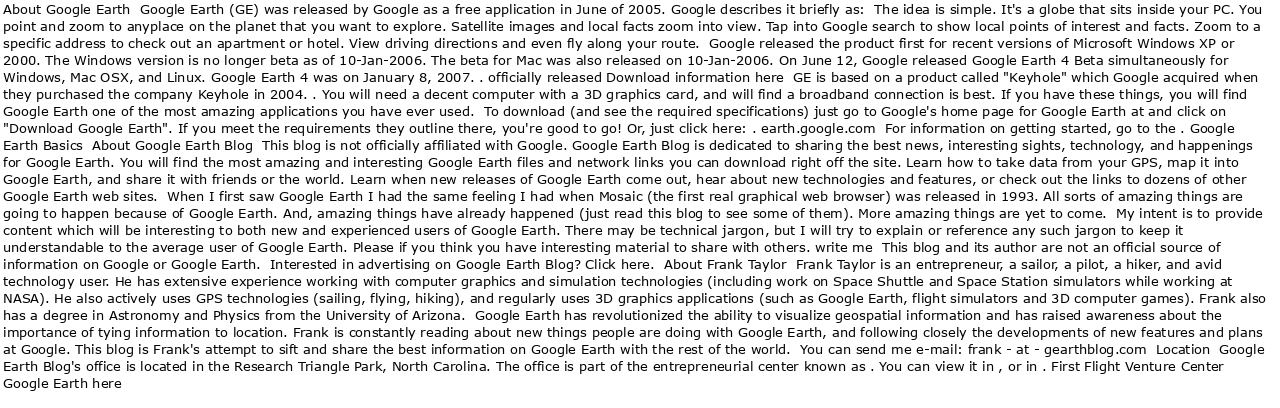 About Google Earth  Google Earth (GE) was released by Google as a free application in June of 2005. Google describes it briefly as:  The idea is simple. It's a globe that sits inside your PC. You
point and zoom to anyplace on the planet that you want to explore. Satellite images and local facts zoom into view. Tap into Google search to show local points of interest and facts. Zoom to a
specific address to check out an apartment or hotel. View driving directions and even fly along your route.  Google released the product first for recent versions of Microsoft Windows XP or
2000. The Windows version is no longer beta as of 10-Jan-2006. The beta for Mac was also released on 10-Jan-2006. On June 12, Google released Google Earth 4 Beta simultaneously for
Windows, Mac OSX, and Linux. Google Earth 4 was on January 8, 2007. . officially released Download information here  GE is based on a product called "Keyhole" which Google acquired when
they purchased the company Keyhole in 2004. . You will need a decent computer with a 3D graphics card, and will find a broadband connection is best. If you have these things, you will find
Google Earth one of the most amazing applications you have ever used.  To download (and see the required specifications) just go to Google's home page for Google Earth at and click on
"Download Google Earth". If you meet the requirements they outline there, you're good to go! Or, just click here: . earth.google.com  For information on getting started, go to the . Google
Earth Basics  About Google Earth Blog  This blog is not officially affiliated with Google. Google Earth Blog is dedicated to sharing the best news, interesting sights, technology, and happenings
for Google Earth. You will find the most amazing and interesting Google Earth files and network links you can download right off the site. Learn how to take data from your GPS, map it into
Google Earth, and share it with friends or the world. Learn when new releases of Google Earth come out, hear about new technologies and features, or check out the links to dozens of other
Google Earth web sites.  When I first saw Google Earth I had the same feeling I had when Mosaic (the first real graphical web browser) was released in 1993. All sorts of amazing things are
going to happen because of Google Earth. And, amazing things have already happened (just read this blog to see some of them). More amazing things are yet to come.  My intent is to provide
content which will be interesting to both new and experienced users of Google Earth. There may be technical jargon, but I will try to explain or reference any such jargon to keep it
understandable to the average user of Google Earth. Please if you think you have interesting material to share with others. write me  This blog and its author are not an official source of
information on Google or Google Earth.  Interested in advertising on Google Earth Blog? Click here.  About Frank Taylor  Frank Taylor is an entrepreneur, a sailor, a pilot, a hiker, and avid
technology user. He has extensive experience working with computer graphics and simulation technologies (including work on Space Shuttle and Space Station simulators while working at
NASA). He also actively uses GPS technologies (sailing, flying, hiking), and regularly uses 3D graphics applications (such as Google Earth, flight simulators and 3D computer games). Frank also
has a degree in Astronomy and Physics from the University of Arizona.  Google Earth has revolutionized the ability to visualize geospatial information and has raised awareness about the
importance of tying information to location. Frank is constantly reading about new things people are doing with Google Earth, and following closely the developments of new features and plans
at Google. This blog is Frank's attempt to sift and share the best information on Google Earth with the rest of the world.  You can send me e-mail: frank - at - gearthblog.com  Location  Google
Earth Blog's office is located in the Research Triangle Park, North Carolina. The office is part of the entrepreneurial center known as . You can view it in , or in . First Flight Venture Center
Google Earth here